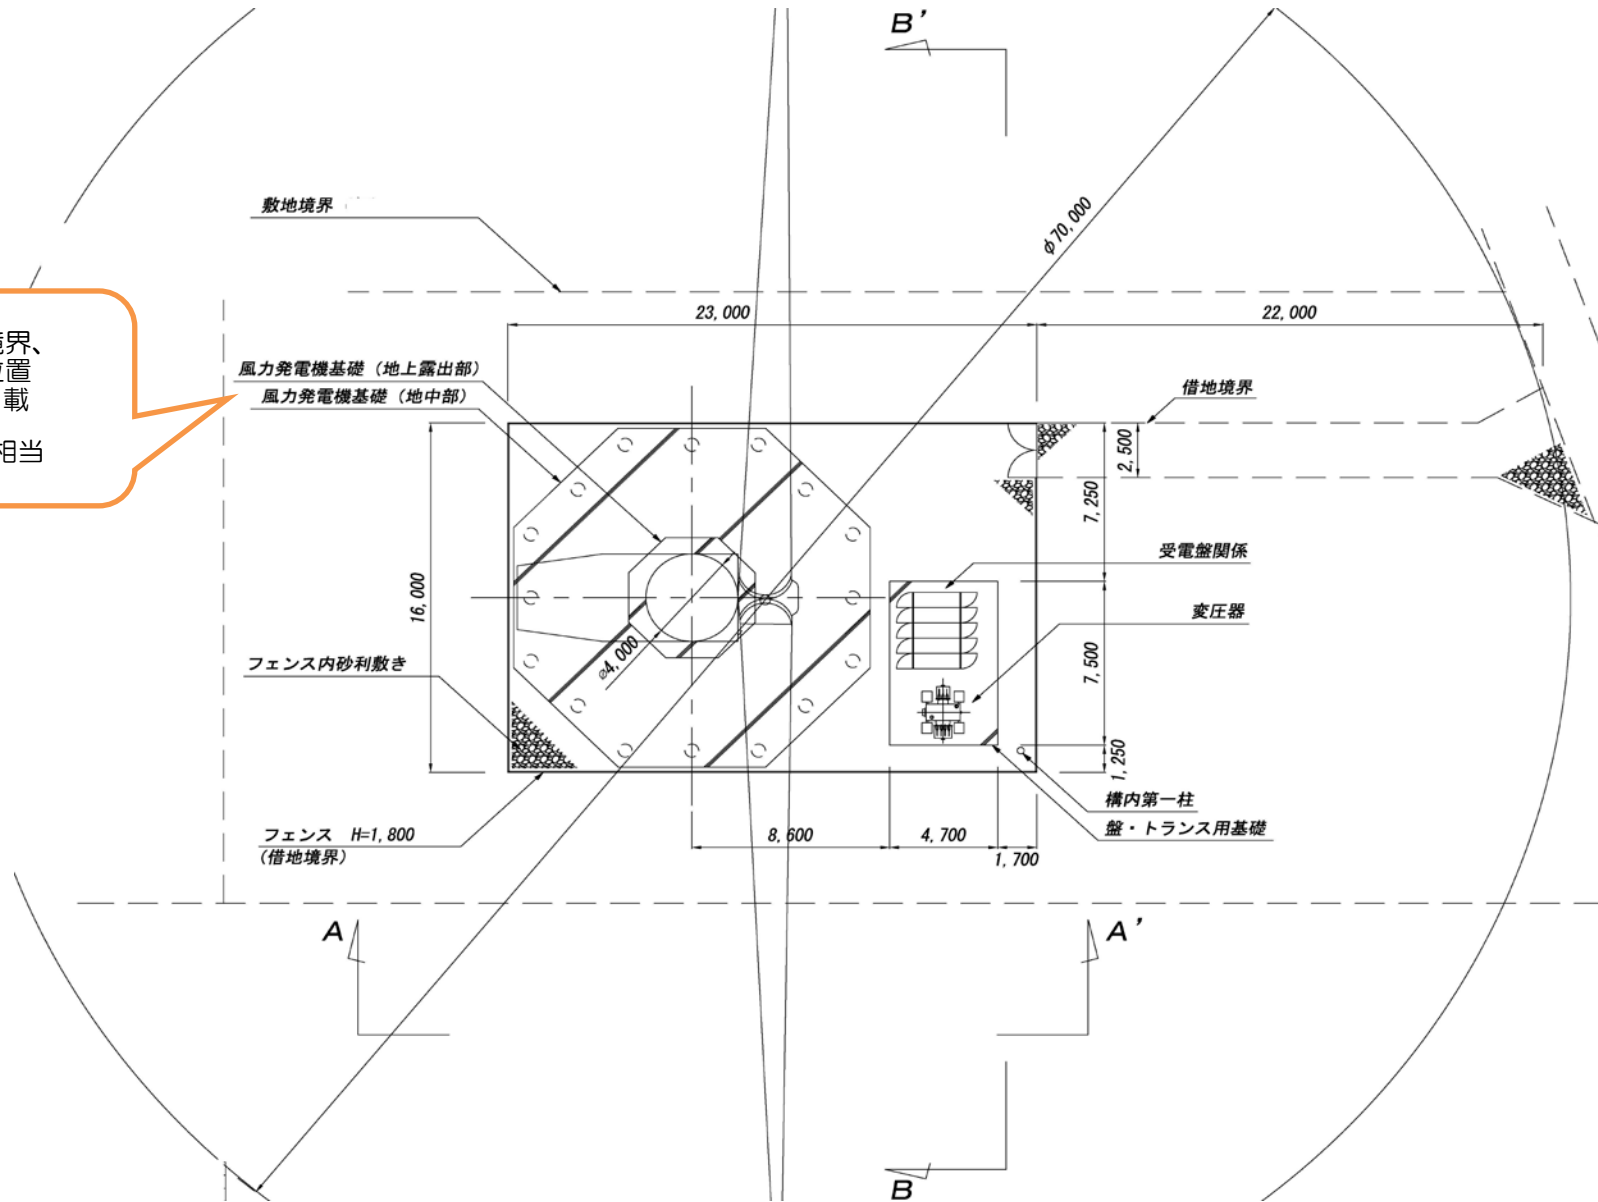 B'
φ70,000
敷地境界
23,000
22,000
境界、
位置
載
相当
風力発電機基礎(地上露出部)
風力発電機基礎(地中部)
借地境界
2,500
7,250
16,000
受電盤関係
変圧器
7,500
フェンス内砂利敷き
⌀4,000
1,250
構内第一柱
盤・トランス用基礎
フェンス H=1,800
(借地境界)
8,600
4,700
1,700
A
A'
B